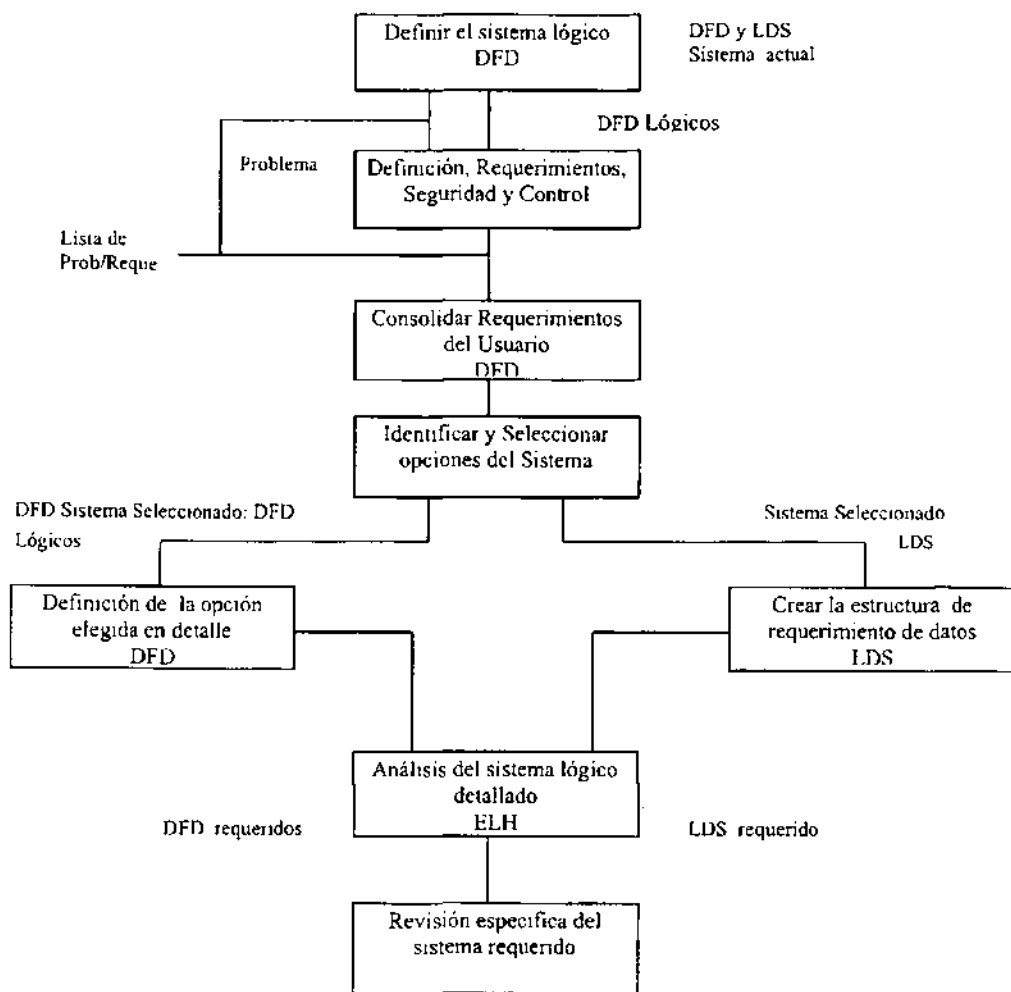 Definir el sistema lógico
DFD
DFD y LDS
Sistema actual
DFD Lógicos
Problema
Definición, Requerimientos,
Seguridad y Control
Lista de
Prob/Reque
Consolidar Requerimientos
del Usuario
DFD
Identificar y Seleccionar
opciones del Sistema
DFD Sistema Seleccionado: DFD
Lógicos
Sistema Seleccionado
LDS
Definición de la opción
elegida en detalle
DFD
Crear la estructura de
requerimiento de datos
LDS
Análisis del sistema lógico
detallado
ELH
DFD requeridos
LDS requerido
Revisión especifica del
sistema requerido